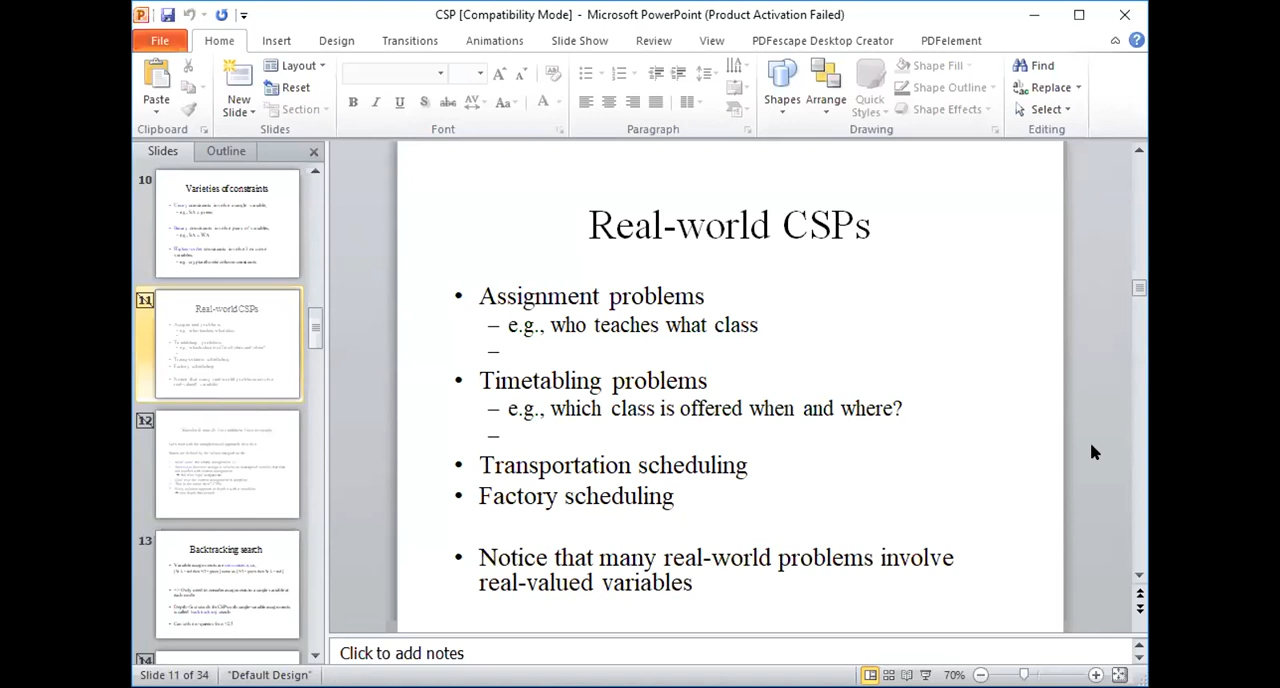 CSP [Compatibility Mode] - Microsoft PowerPoint (Product Activation Failed)
File Home Insert Design Transitions Animations Slide Show Review View PDFescape Desktop Creator PDFelement
Paste
Clipboard
New Slide
Layout
Reset
Section
Slides
Font
Paragraph
Shapes
Arrange
Quick Styles
Shape Fill
Shape Outline
Shape Effects
Drawing
Find
Replace
Select
Editing
Slides Outline
10
Varieties of constraints
11
Real-world CSPs
12
13
Backtracking search
14
Real-world CSPs
• Assignment problems
– e.g., who teaches what class
–
• Timetabling problems
– e.g., which class is offered when and where?
–
• Transportation scheduling
• Factory scheduling
• Notice that many real-world problems involve
real-valued variables
Click to add notes
Slide 11 of 34 "Default Design" 70%